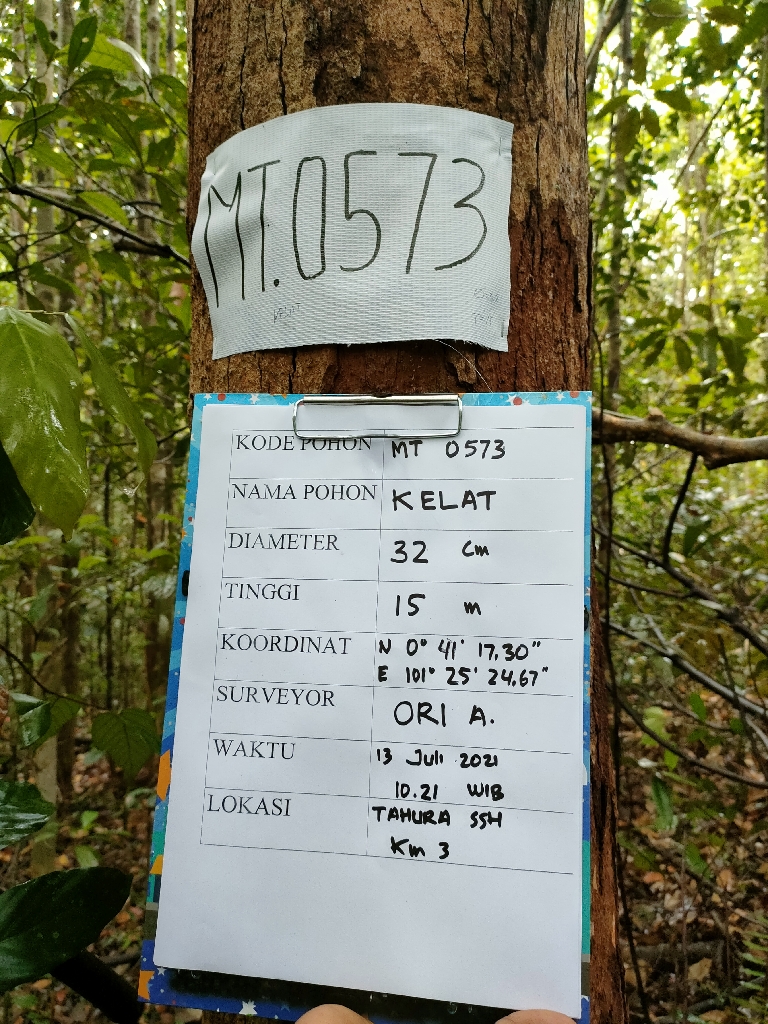 MT.0573
KELAT
KODE POHON MT 0573
NAMA POHON KELAT
DIAMETER 32 Cm
TINGGI 15 m
KOORDINAT N 0° 41' 17.30"
E 101° 25' 24.67"
SURVEYOR ORI A.
WAKTU 13 Juli 2021
10.21 WIB
LOKASI TAHURA SSH
Km 3